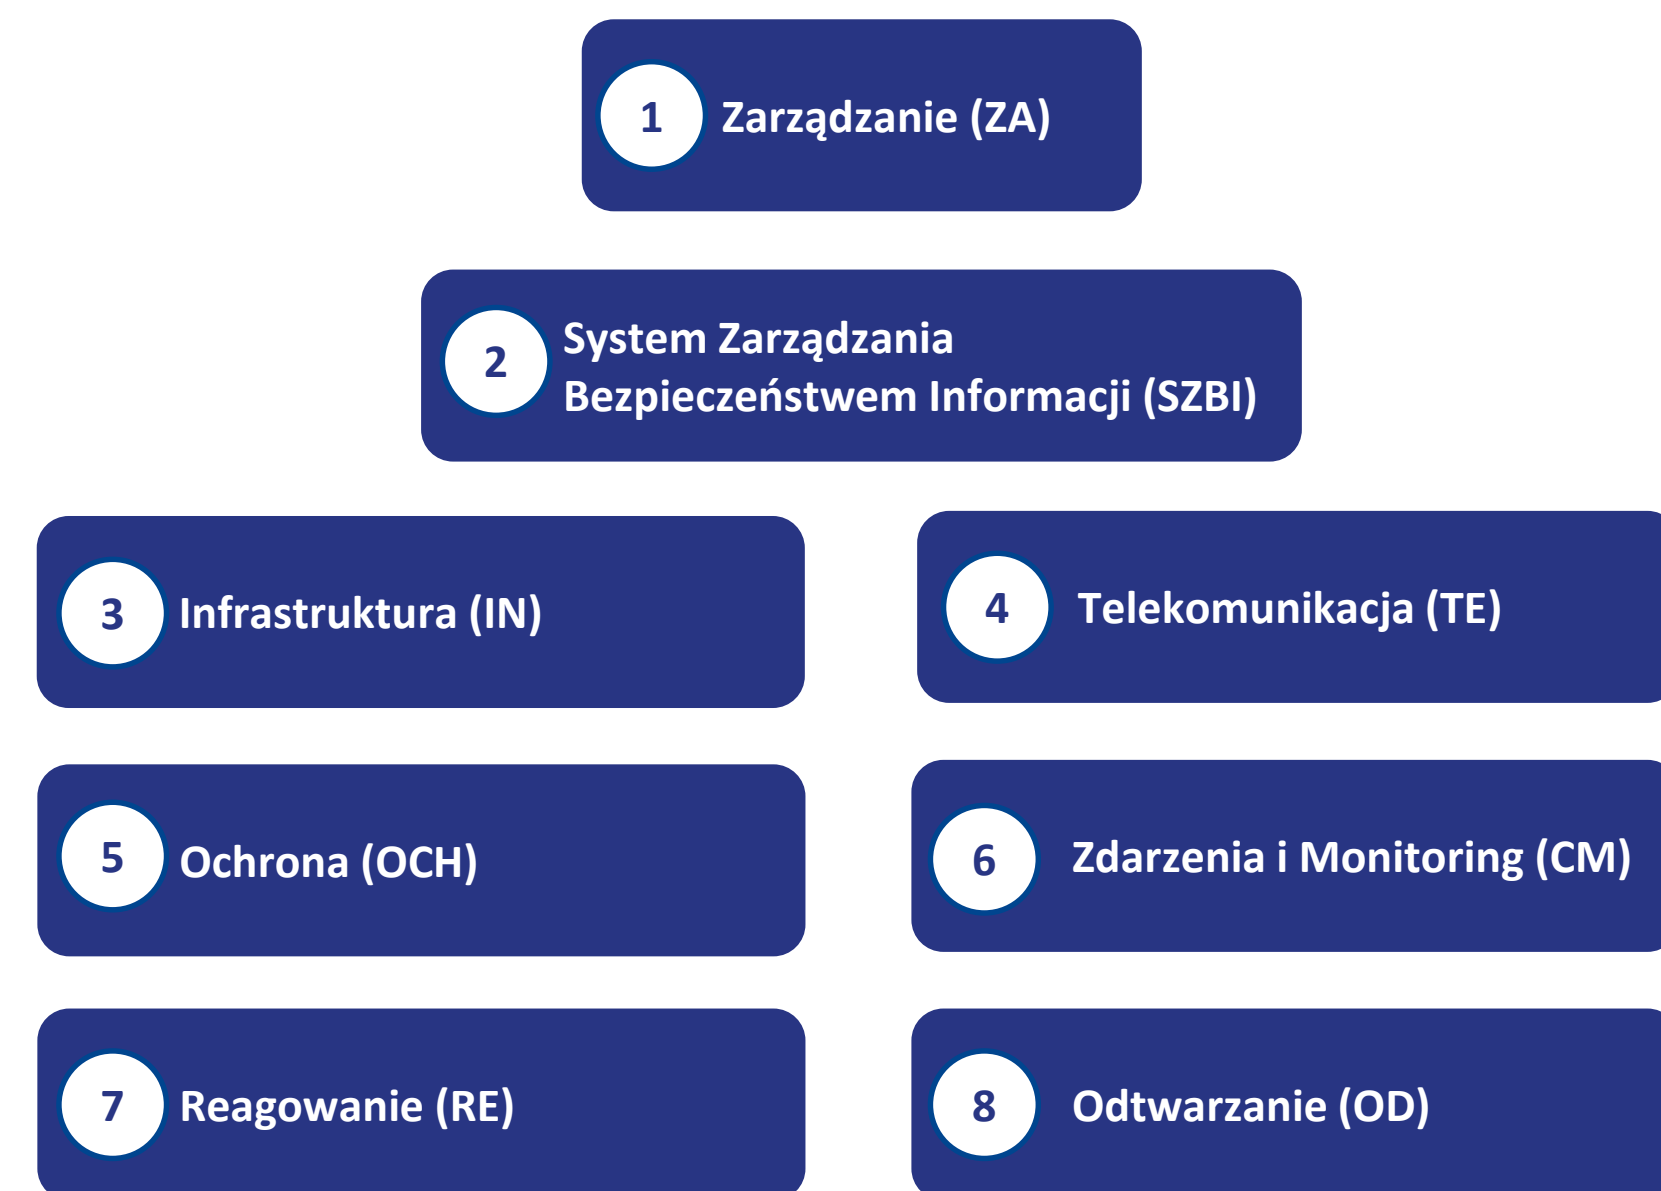 1 Zarządzanie (ZA)
2 System Zarządzania
Bezpieczeństwem Informacji (SZBI)
3 Infrastruktura (IN)
4 Telekomunikacja (TE)
5 Ochrona (OCH)
6 Zdarzenia i Monitoring (CM)
7 Reagowanie (RE)
8 Odtwarzanie (OD)